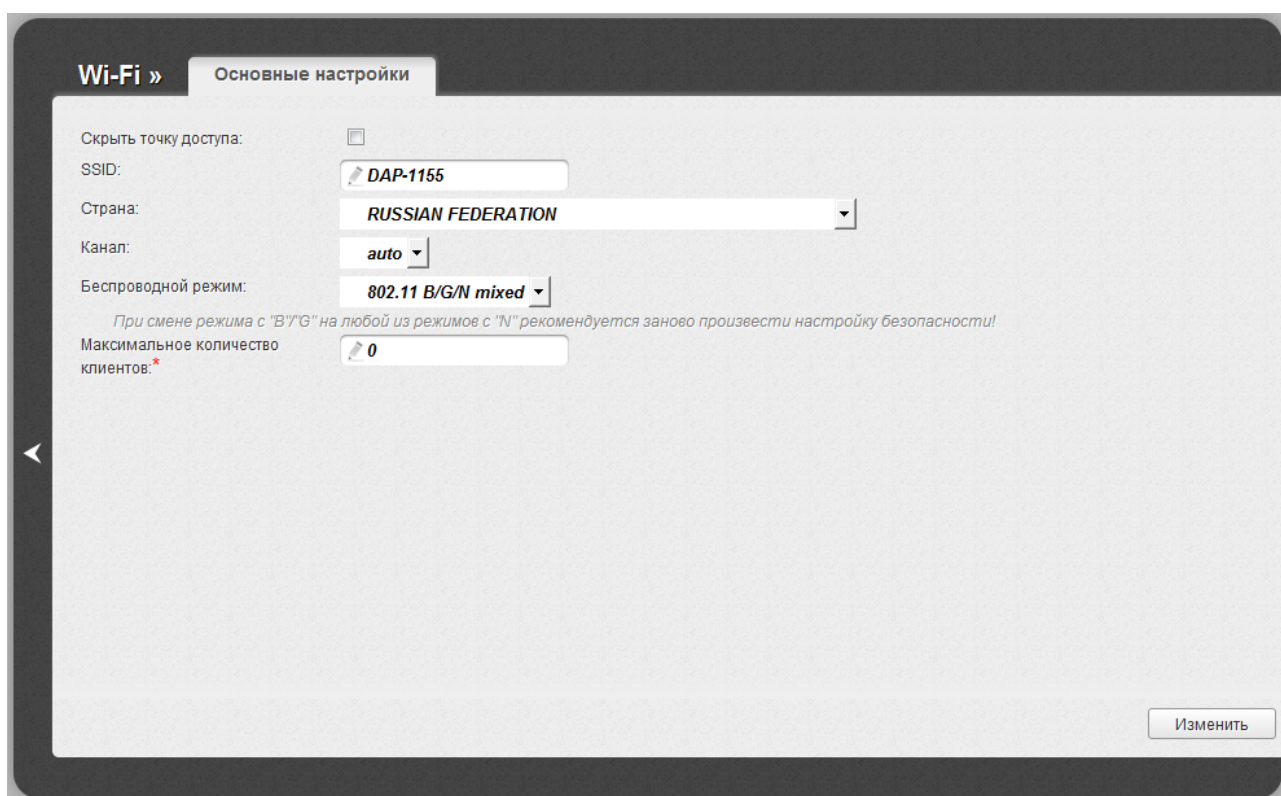 Wi-Fi » Основные настройки
Скрыть точку доступа:
SSID: DAP-1155
Страна: RUSSIAN FEDERATION
Канал: auto
Беспроводной режим: 802.11 B/G/N mixed
При смене режима с "B"/"G" на любой из режимов с "N" рекомендуется заново произвести настройку безопасности!
Максимальное количество
клиентов:* 0
Изменить